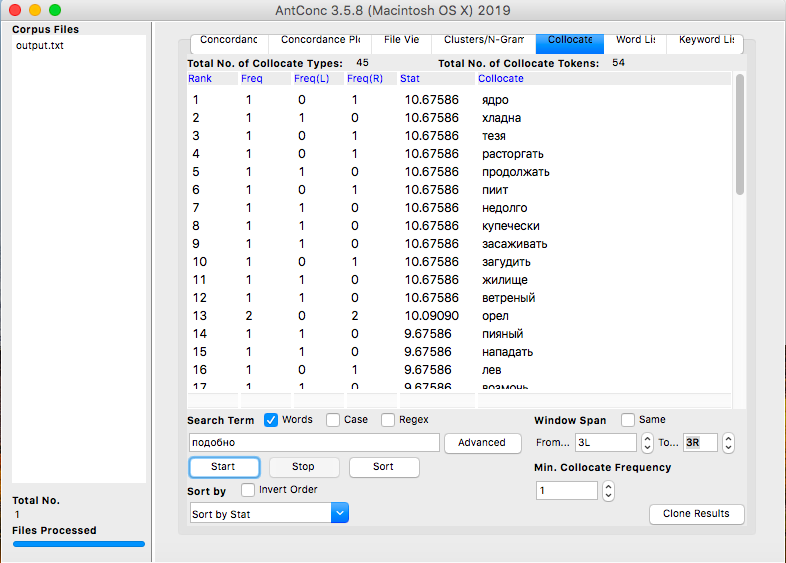 AntConc 3.5.8 (Macintosh OS X) 2019
Corpus Files
output.txt
Concordanc Concordance Plo File Vie Clusters/N-Gram Collocate Word Lis Keyword Lis
Total No. of Collocate Types: 45 Total No. of Collocate Tokens: 54
Rank Freq Freq(L) Freq(R) Stat Collocate
1 1 0 1 10.67586 ядро
2 1 1 0 10.67586 хладна
3 1 0 1 10.67586 тезя
4 1 0 1 10.67586 расторгать
5 1 1 0 10.67586 продолжать
6 1 0 1 10.67586 пиит
7 1 1 0 10.67586 недолго
8 1 1 0 10.67586 купечески
9 1 1 0 10.67586 засаживать
10 1 0 1 10.67586 загудить
11 1 1 0 10.67586 жилище
12 1 1 0 10.67586 ветреный
13 2 0 2 10.09090 орел
14 1 1 0 9.67586 пияный
15 1 1 0 9.67586 нападать
16 1 0 1 9.67586 лев
17 1 1 0 9.67586 возмочь
Search Term Words Case Regex
подобно
Advanced
Start Stop Sort
Sort by Invert Order
Sort by Stat
Window Span Same
From... 3L To... 3R
Min. Collocate Frequency
1
Clone Results
Total No.
1
Files Processed